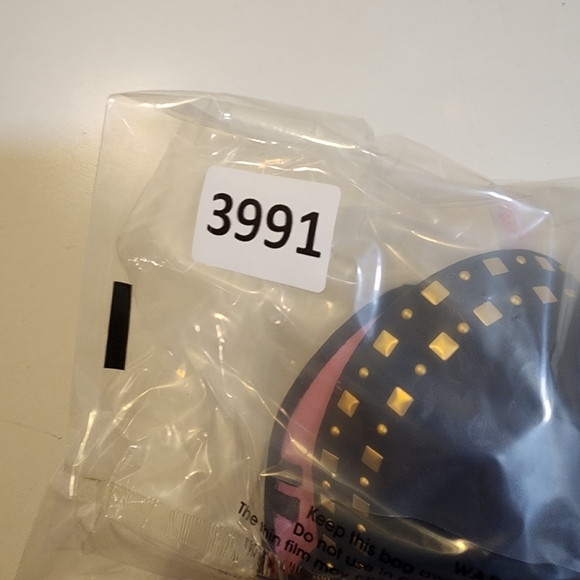 3991
Keep this bag
Do not use
The thin film may